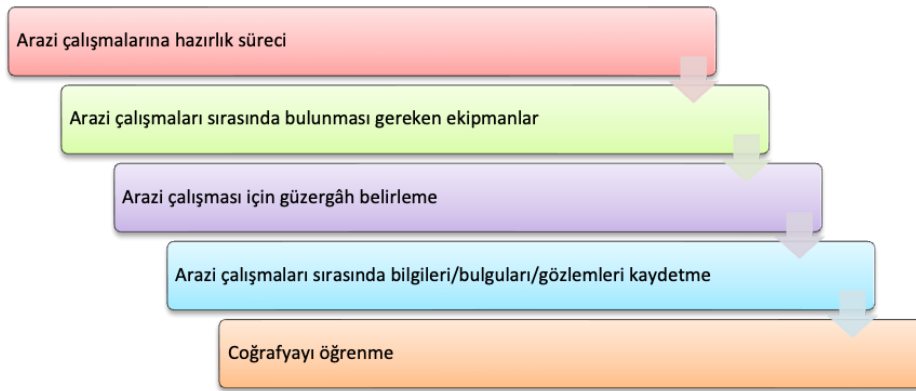 Arazi çalışmalarına hazırlık süreci
Arazi çalışmaları sırasında bulunması gereken ekipmanlar
Arazi çalışması için güzergâh belirleme
Arazi çalışmaları sırasında bilgileri/bulguları/gözlemleri kaydetme
Coğrafyayı öğrenme